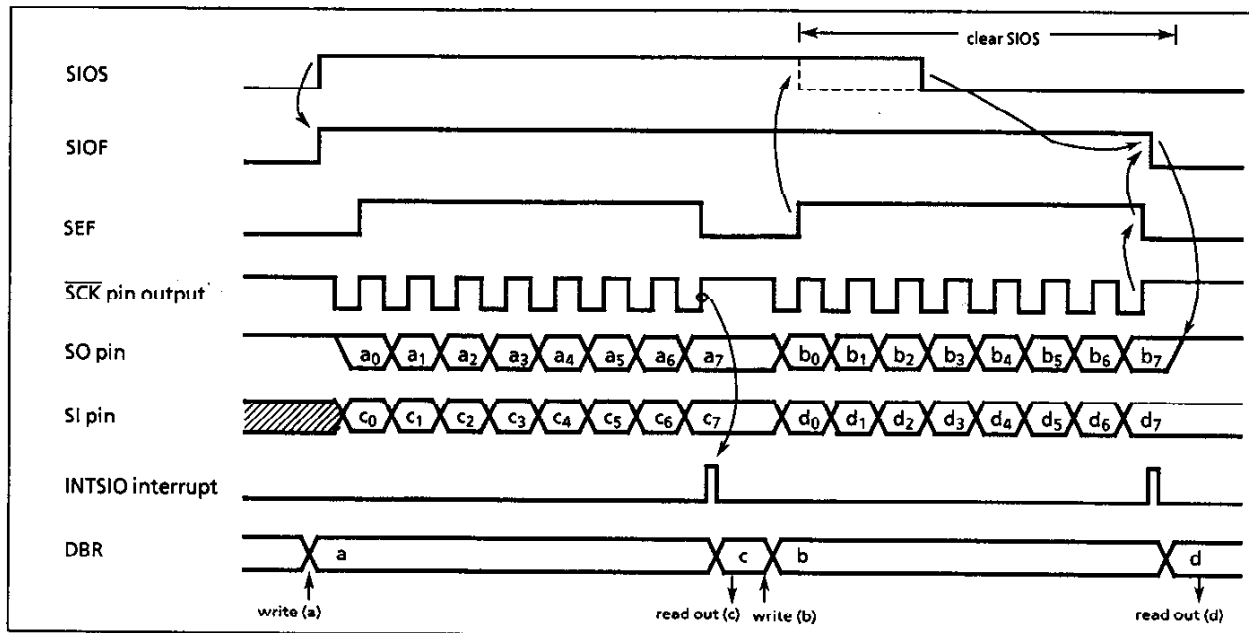 clear SIOS
SIOS
SIOF
SEF
SCK pin output
SO pin a0 a1 a2 a3 a4 a5 a6 a7 b0 b1 b2 b3 b4 b5 b6 b7
SI pin c0 c1 c2 c3 c4 c5 c6 c7 d0 d1 d2 d3 d4 d5 d6 d7
INTSIO interrupt
DBR a c b d
write (a) read out (c) write (b) read out (d)